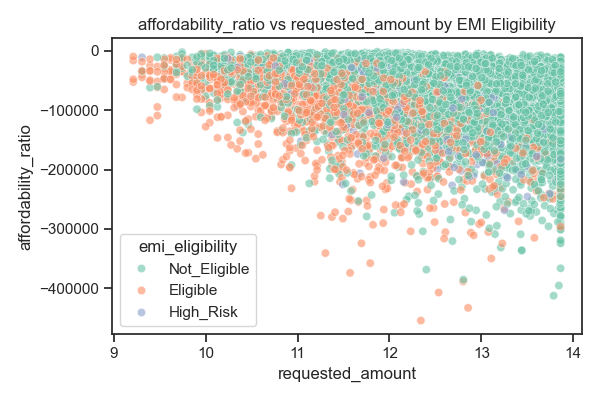 affordability_ratio vs requested_amount by EMI Eligibility
affordability_ratio
0
−100000
−200000
−300000
−400000
emi_eligibility
Not_Eligible
Eligible
High_Risk
9 10 11 12 13 14
requested_amount